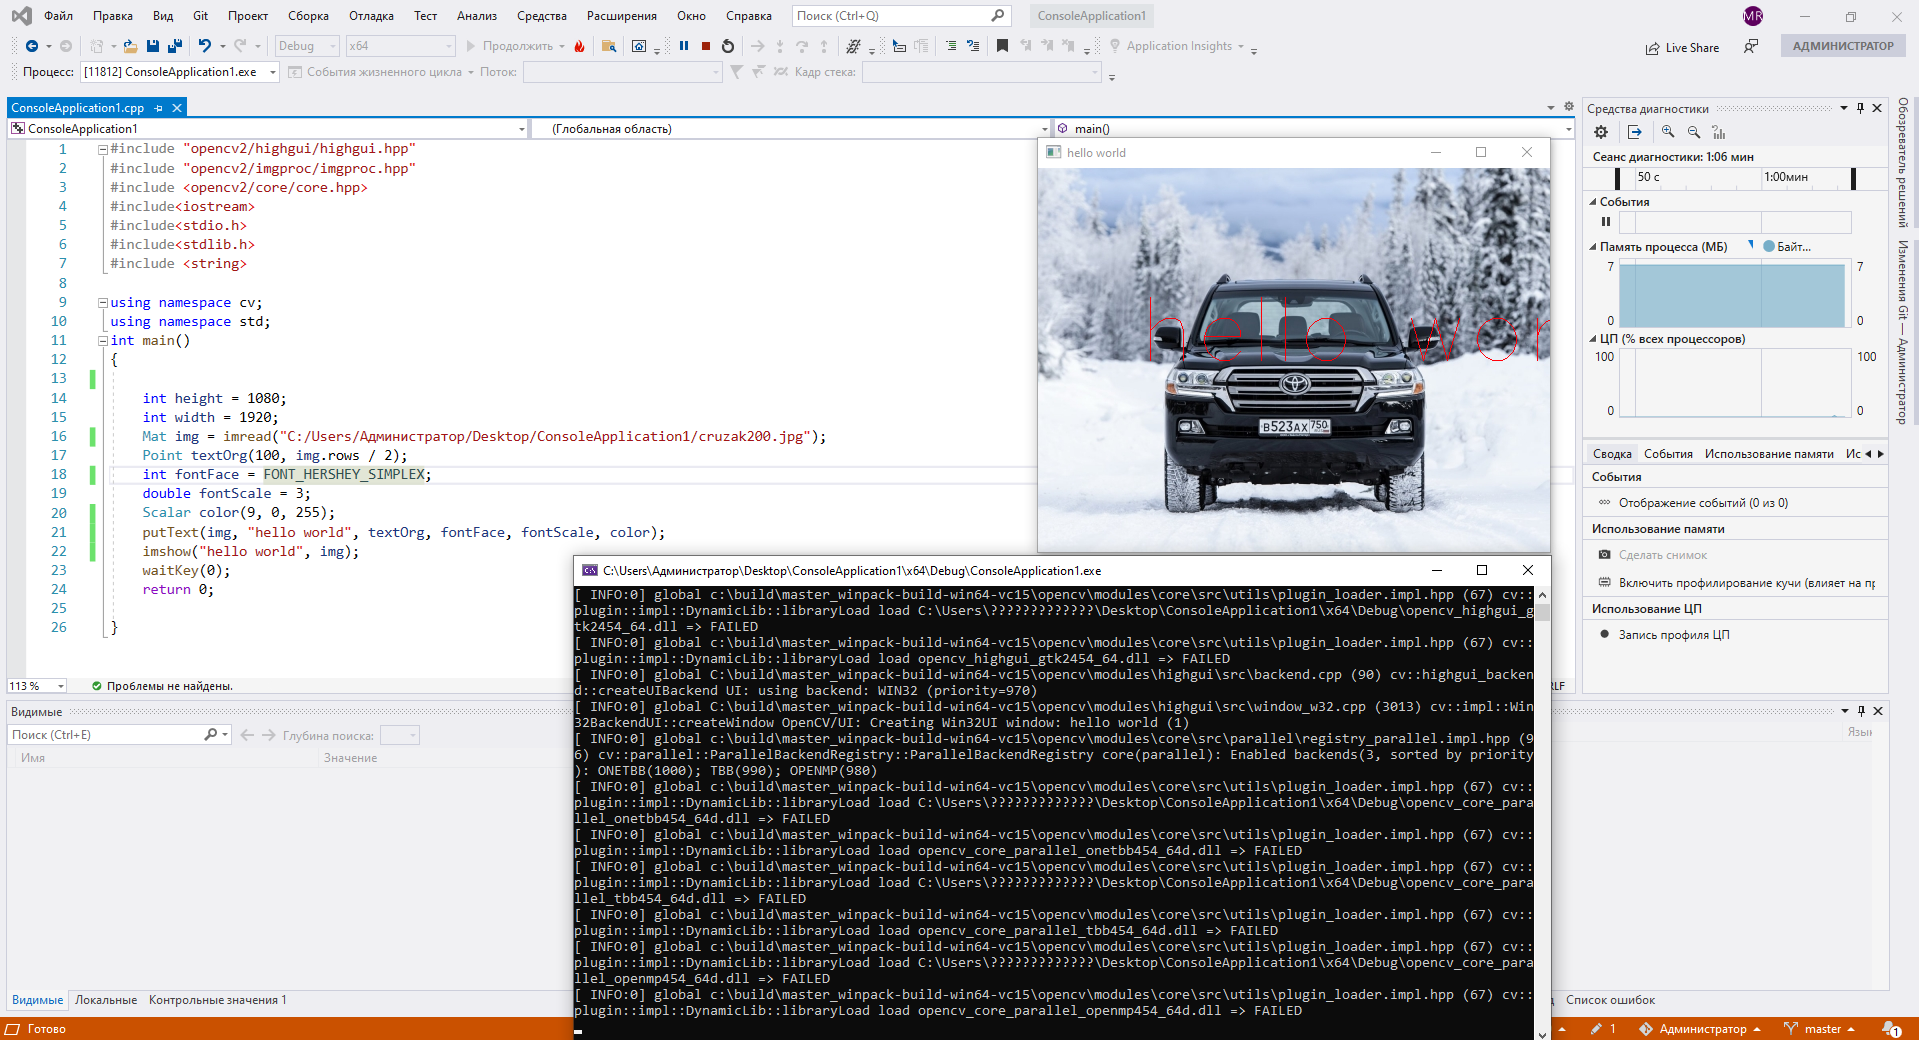 Файл Правка Вид Git Проект Сборка Отладка Тест Анализ Средства Расширения Окно Справка Поиск (Ctrl+Q) ConsoleApplication1 MR
Debug x64 Продолжить Application Insights Live Share АДМИНИСТРАТОР
Процесс: [11812] ConsoleApplication1.exe События жизненного цикла Поток: Кадр стека:
ConsoleApplication1.cpp
ConsoleApplication1 (Глобальная область) main()
1 #include "opencv2/highgui/highgui.hpp"
2 #include "opencv2/imgproc/imgproc.hpp"
3 #include <opencv2/core/core.hpp>
4 #include<iostream>
5 #include<stdio.h>
6 #include<stdlib.h>
7 #include <string>
8
9 using namespace cv;
10 using namespace std;
11 int main()
12 {
13
14 int height = 1080;
15 int width = 1920;
16 Mat img = imread("C:/Users/Администратор/Desktop/ConsoleApplication1/cruzak200.jpg");
17 Point textOrg(100, img.rows / 2);
18 int fontFace = FONT_HERSHEY_SIMPLEX;
19 double fontScale = 3;
20 Scalar color(9, 0, 255);
21 putText(img, "hello world", textOrg, fontFace, fontScale, color);
22 imshow("hello world", img);
23 waitKey(0);
24 return 0;
25
26 }
113 % Проблемы не найдены.
RLF
hello world
В523АХ 750
C:\Users\Администратор\Desktop\ConsoleApplication1\x64\Debug\ConsoleApplication1.exe
[ INFO:0] global c:\build\master_winpack-build-win64-vc15\opencv\modules\core\src\utils\plugin_loader.impl.hpp (67) cv::
plugin::impl::DynamicLib::libraryLoad load C:\Users\?????????????\Desktop\ConsoleApplication1\x64\Debug\opencv_highgui_g
tk2454_64.dll => FAILED
[ INFO:0] global c:\build\master_winpack-build-win64-vc15\opencv\modules\core\src\utils\plugin_loader.impl.hpp (67) cv::
plugin::impl::DynamicLib::libraryLoad load opencv_highgui_gtk2454_64.dll => FAILED
[ INFO:0] global C:\build\master_winpack-build-win64-vc15\opencv\modules\highgui\src\backend.cpp (90) cv::highgui_backen
d::createUIBackend UI: using backend: WIN32 (priority=970)
[ INFO:0] global C:\build\master_winpack-build-win64-vc15\opencv\modules\highgui\src\window_w32.cpp (3013) cv::impl::Win
32BackendUI::createWindow OpenCV/UI: Creating Win32UI window: hello world (1)
[ INFO:0] global c:\build\master_winpack-build-win64-vc15\opencv\modules\core\src\parallel\registry_parallel.impl.hpp (9
6) cv::parallel::ParallelBackendRegistry::ParallelBackendRegistry core(parallel): Enabled backends(3, sorted by priority
): ONETBB(1000); TBB(990); OPENMP(980)
[ INFO:0] global c:\build\master_winpack-build-win64-vc15\opencv\modules\core\src\utils\plugin_loader.impl.hpp (67) cv::
plugin::impl::DynamicLib::libraryLoad load C:\Users\?????????????\Desktop\ConsoleApplication1\x64\Debug\opencv_core_para
llel_onetbb454_64d.dll => FAILED
[ INFO:0] global c:\build\master_winpack-build-win64-vc15\opencv\modules\core\src\utils\plugin_loader.impl.hpp (67) cv::
plugin::impl::DynamicLib::libraryLoad load opencv_core_parallel_onetbb454_64d.dll => FAILED
[ INFO:0] global c:\build\master_winpack-build-win64-vc15\opencv\modules\core\src\utils\plugin_loader.impl.hpp (67) cv::
plugin::impl::DynamicLib::libraryLoad load C:\Users\?????????????\Desktop\ConsoleApplication1\x64\Debug\opencv_core_para
llel_tbb454_64d.dll => FAILED
[ INFO:0] global c:\build\master_winpack-build-win64-vc15\opencv\modules\core\src\utils\plugin_loader.impl.hpp (67) cv::
plugin::impl::DynamicLib::libraryLoad load opencv_core_parallel_tbb454_64d.dll => FAILED
[ INFO:0] global c:\build\master_winpack-build-win64-vc15\opencv\modules\core\src\utils\plugin_loader.impl.hpp (67) cv::
plugin::impl::DynamicLib::libraryLoad load C:\Users\?????????????\Desktop\ConsoleApplication1\x64\Debug\opencv_core_para
llel_openmp454_64d.dll => FAILED
[ INFO:0] global c:\build\master_winpack-build-win64-vc15\opencv\modules\core\src\utils\plugin_loader.impl.hpp (67) cv::
plugin::impl::DynamicLib::libraryLoad load opencv_core_parallel_openmp454_64d.dll => FAILED
Средства диагностики
Сеанс диагностики: 1:06 мин
50 с 1:00мин
События
Память процесса (МБ) Байт...
7 7
0 0
ЦП (% всех процессоров)
100 100
0 0
Сводка События Использование памяти Ис
События
Отображение событий (0 из 0)
Использование памяти
Сделать снимок
Включить профилирование кучи (влияет на пр
Использование ЦП
Запись профиля ЦП
Обозреватель решений
Изменения Git — Администратор
Видимые
Поиск (Ctrl+E) Глубина поиска:
Имя Значение
Язык
Видимые Локальные Контрольные значения 1
Список ошибок
Готово 1 Администратор master 1